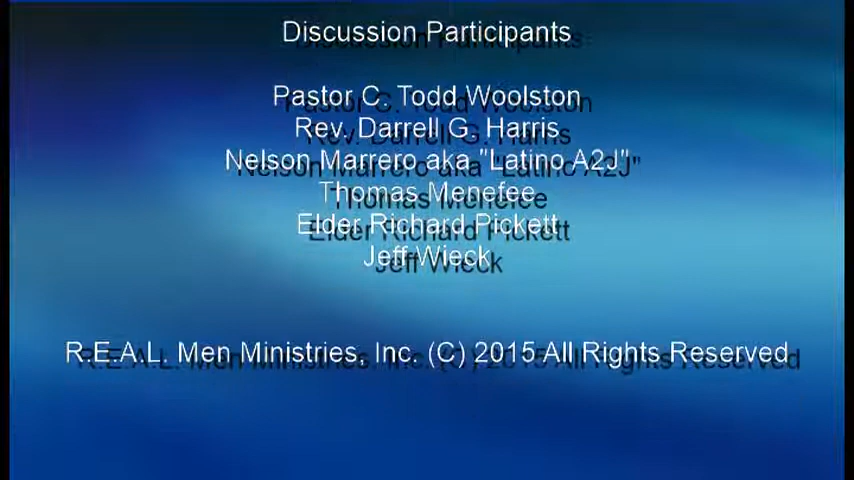 Discussion Participants
Pastor C. Todd Woolston
Rev. Darrell G. Harris
Nelson Marrero aka "Latino A2J"
Thomas Menefee
Elder Richard Pickett
Jeff Wieck
R.E.A.L. Men Ministries, Inc. (C) 2015 All Rights Reserved